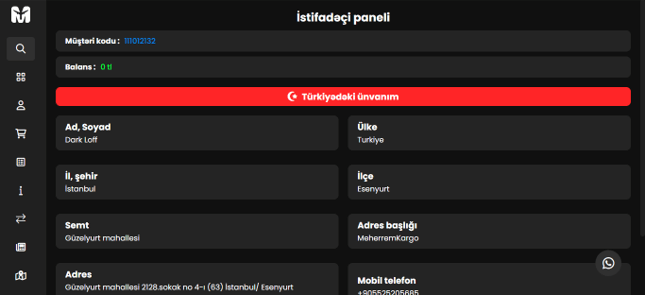 İstifadəçi paneli
Müştəri kodu : 111012132
Balans : 0 tl
Türkiyədəki ünvanım
Ad, Soyad
Dark Loff
Ülke
Turkiye
İl, şehir
İstanbul
İlçe
Esenyurt
Semt
Güzelyurt mahallesi
Adres başlığı
MeherremKargo
Adres
Güzelyurt mahallesi 2128.sokak no 4-ı (63) İstanbul/ Esenyurt
Mobil telefon
+905525205685